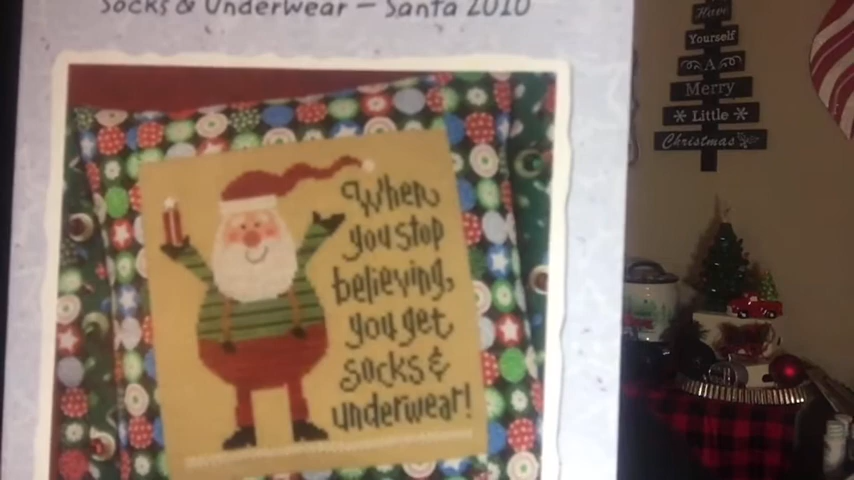 Socks & Underwear – Santa 2010
When
you stop
believing,
you get
socks &
underwear!
Have
Yourself
A
Merry
Little
Christmas